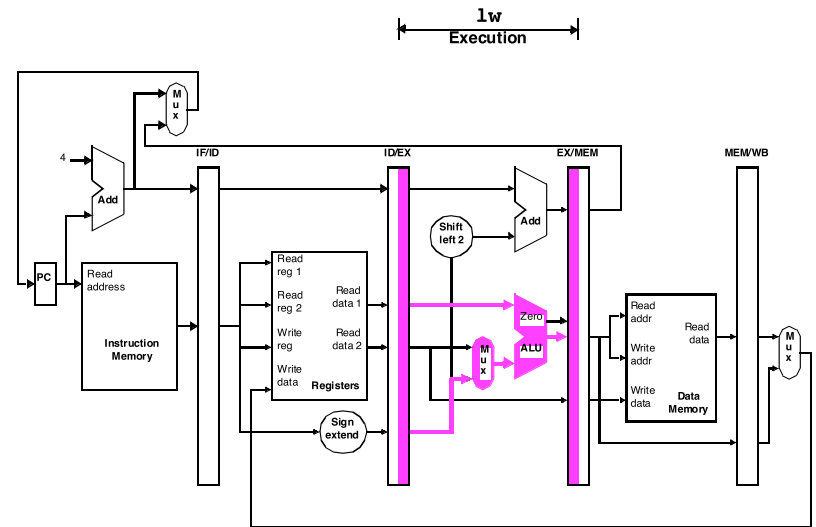 lw
Execution
M
u
x
IF/ID
ID/EX
EX/MEM
MEM/WB
4
Add
Shift
left 2
Add
PC
Read
address
Instruction
Memory
Read
reg 1
Read
reg 2
Write
reg
Write
data
Read
data 1
Read
data 2
Registers
Sign
extend
M
u
x
Zero
ALU
Read
addr
Write
addr
Write
data
Read
data
Data
Memory
M
u
x